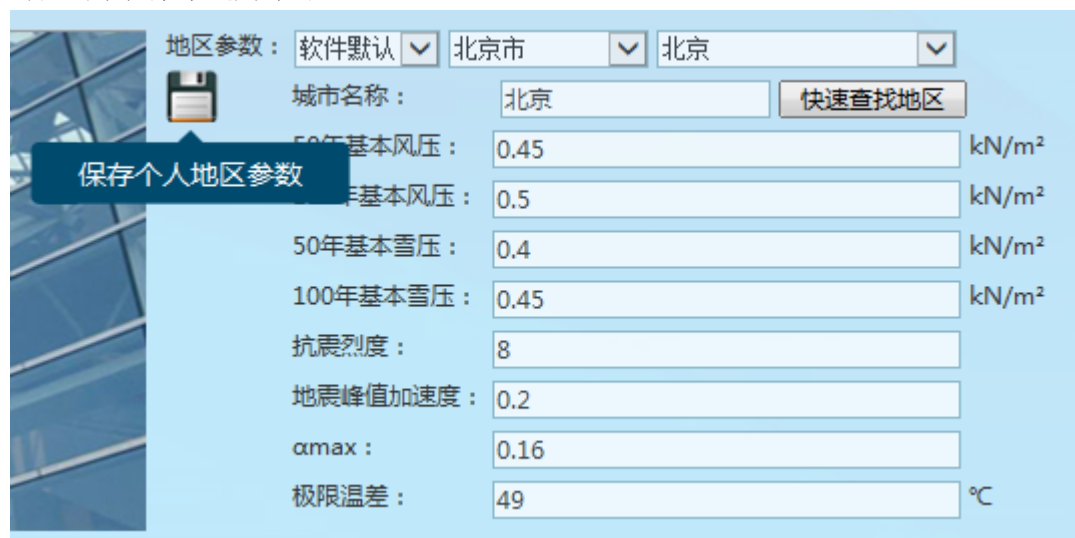 地区参数： 软件默认 北京市 北京
城市名称： 北京 快速查找地区
50年基本风压： 0.45 kN/m²
保存个人地区参数
年基本风压： 0.5 kN/m²
50年基本雪压： 0.4 kN/m²
100年基本雪压： 0.45 kN/m²
抗震烈度： 8
地震峰值加速度： 0.2
αmax： 0.16
极限温差： 49 ℃